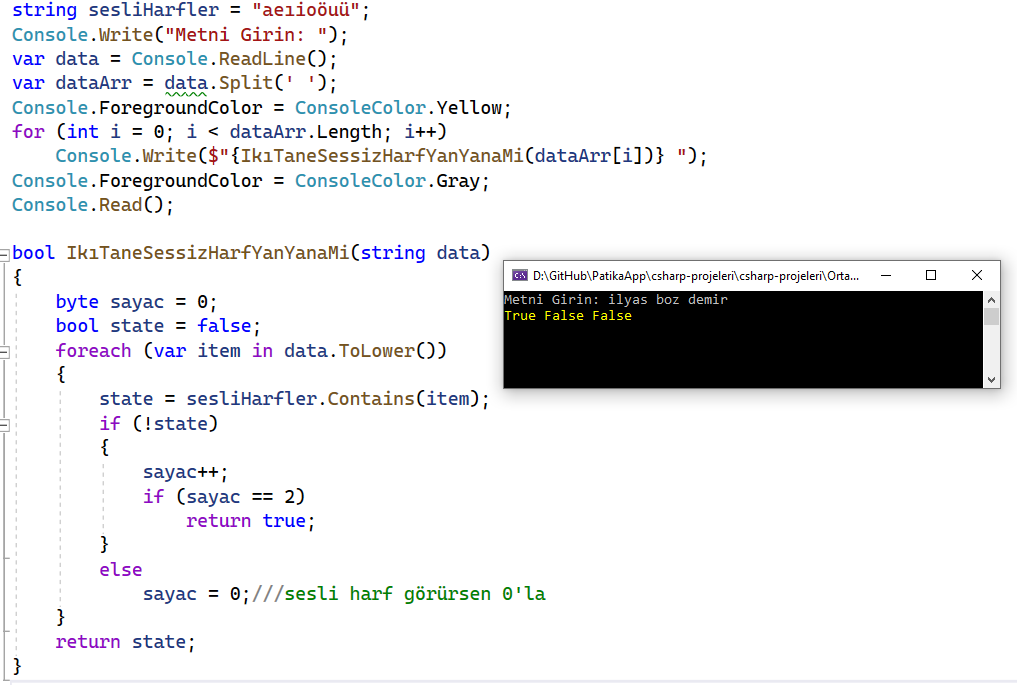 string sesliHarfler = "aeıioöuü";
Console.Write("Metni Girin: ");
var data = Console.ReadLine();
var dataArr = data.Split(' ');
Console.ForegroundColor = ConsoleColor.Yellow;
for (int i = 0; i < dataArr.Length; i++)
    Console.Write($"{IkıTaneSessizHarfYanYanaMi(dataArr[i])} ");
Console.ForegroundColor = ConsoleColor.Gray;
Console.Read();
bool IkıTaneSessizHarfYanYanaMi(string data)
{
    byte sayac = 0;
    bool state = false;
    foreach (var item in data.ToLower())
    {
        state = sesliHarfler.Contains(item);
        if (!state)
        {
            sayac++;
            if (sayac == 2)
                return true;
        }
        else
            sayac = 0;///sesli harf görürsen 0'la
    }
    return state;
}
D:\GitHub\PatikaApp\csharp-projeleri\csharp-projeleri\Orta...
Metni Girin: ilyas boz demir
True False False